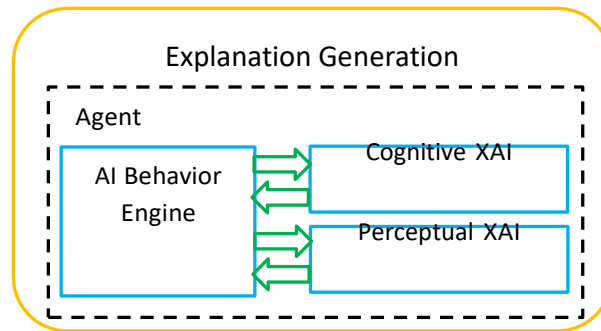 Explanation Generation
Agent
AI Behavior
Engine
Cognitive XAI
Perceptual XAI